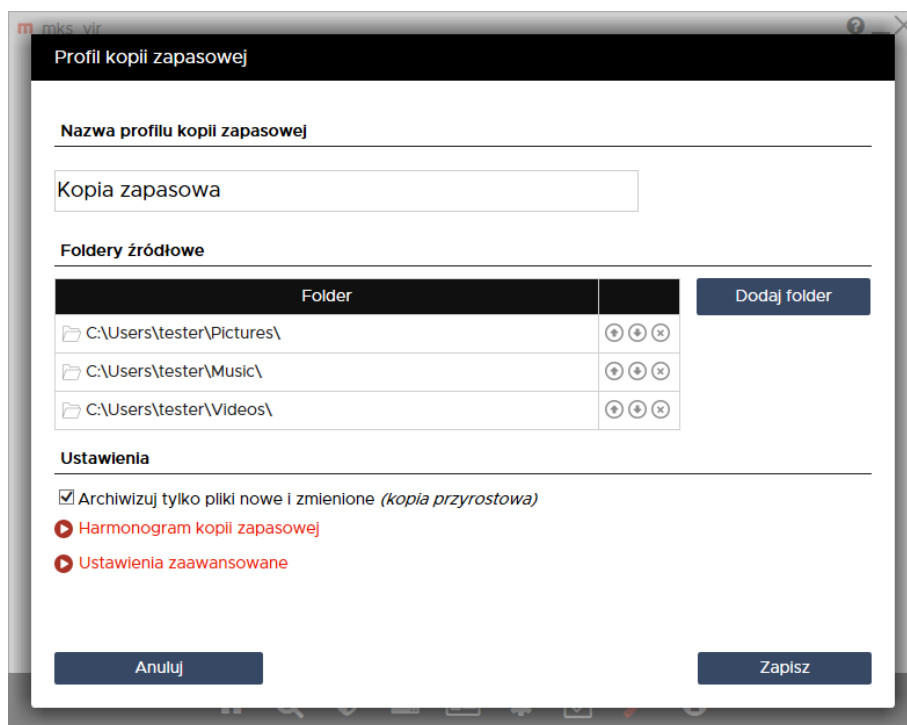 mks_vir
Profil kopii zapasowej
Nazwa profilu kopii zapasowej
Kopia zapasowa
Foldery źródłowe
Folder
Dodaj folder
C:\Users\tester\Pictures\
C:\Users\tester\Music\
C:\Users\tester\Videos\
Ustawienia
Archiwizuj tylko pliki nowe i zmienione (kopia przyrostowa)
Harmonogram kopii zapasowej
Ustawienia zaawansowane
Anuluj
Zapisz